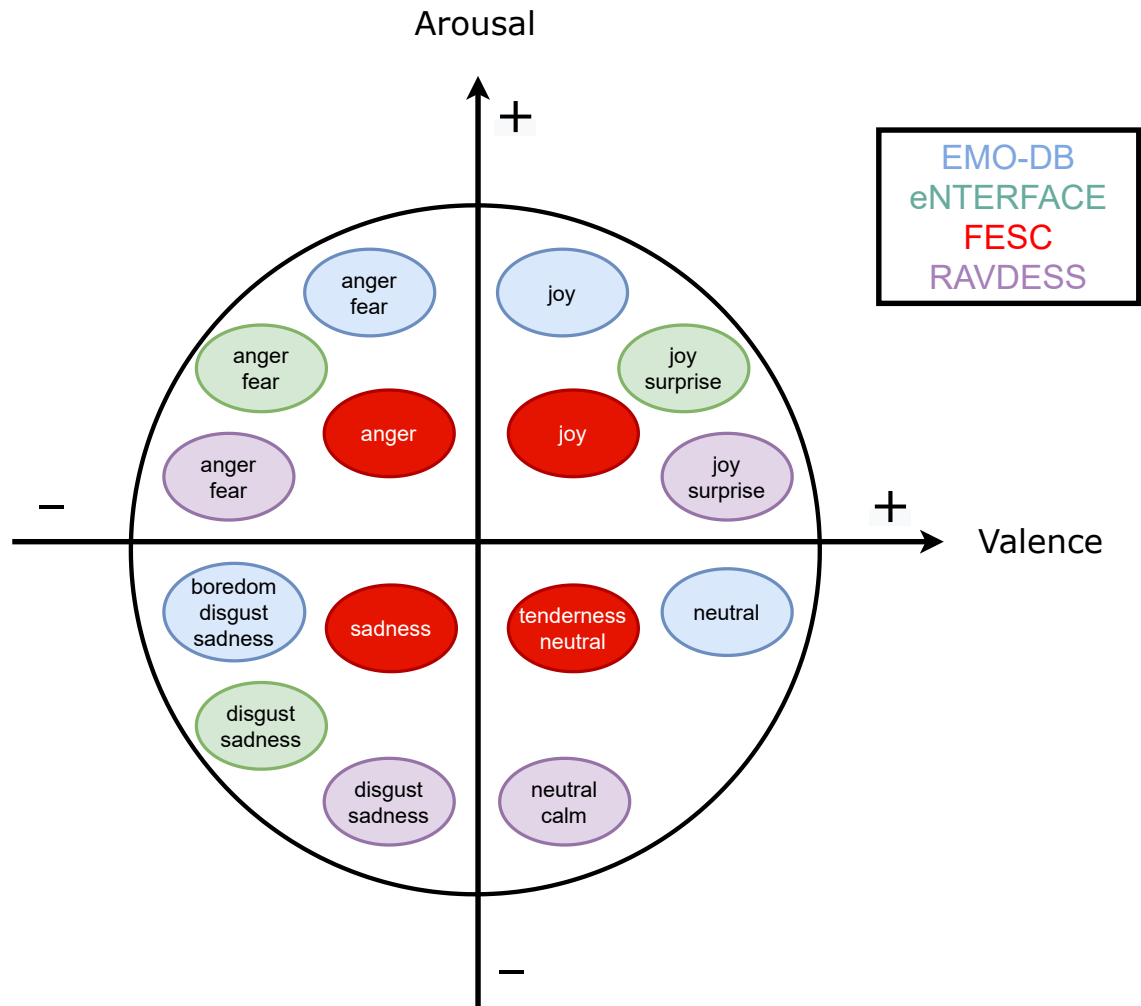 Arousal
+
EMO-DB
eNTERFACE
FESC
RAVDESS
anger
fear
joy
anger
fear
joy
surprise
anger
joy
anger
fear
joy
surprise
−
+
Valence
boredom
disgust
sadness
sadness
tenderness
neutral
neutral
disgust
sadness
disgust
sadness
neutral
calm
−